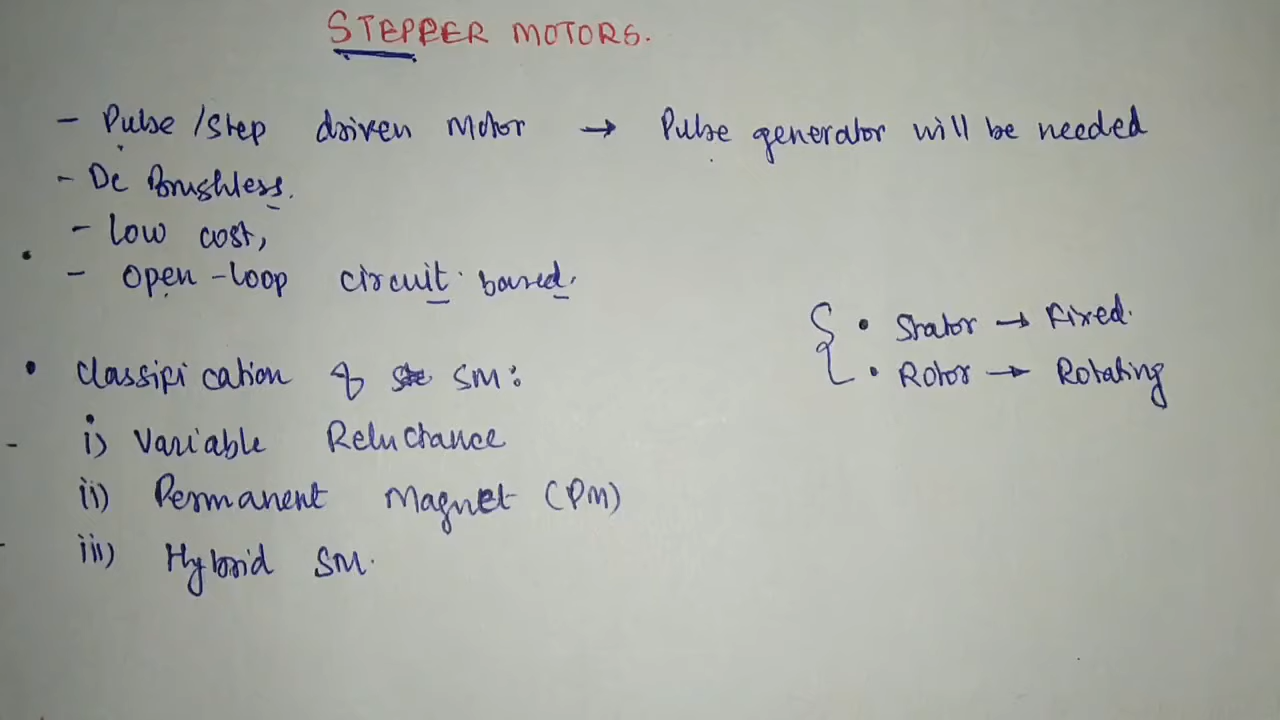 STEPPER MOTORS.
- Pulse/step driven Motor → Pulse generator will be needed
- DC Brushless.
- Low cost,
- Open-loop circuit based.
• Classification of SM:
i) Variable Reluctance
ii) Permanent Magnet (PM)
iii) Hybrid SM.
{ • Stator → Fixed.
• Rotor → Rotating